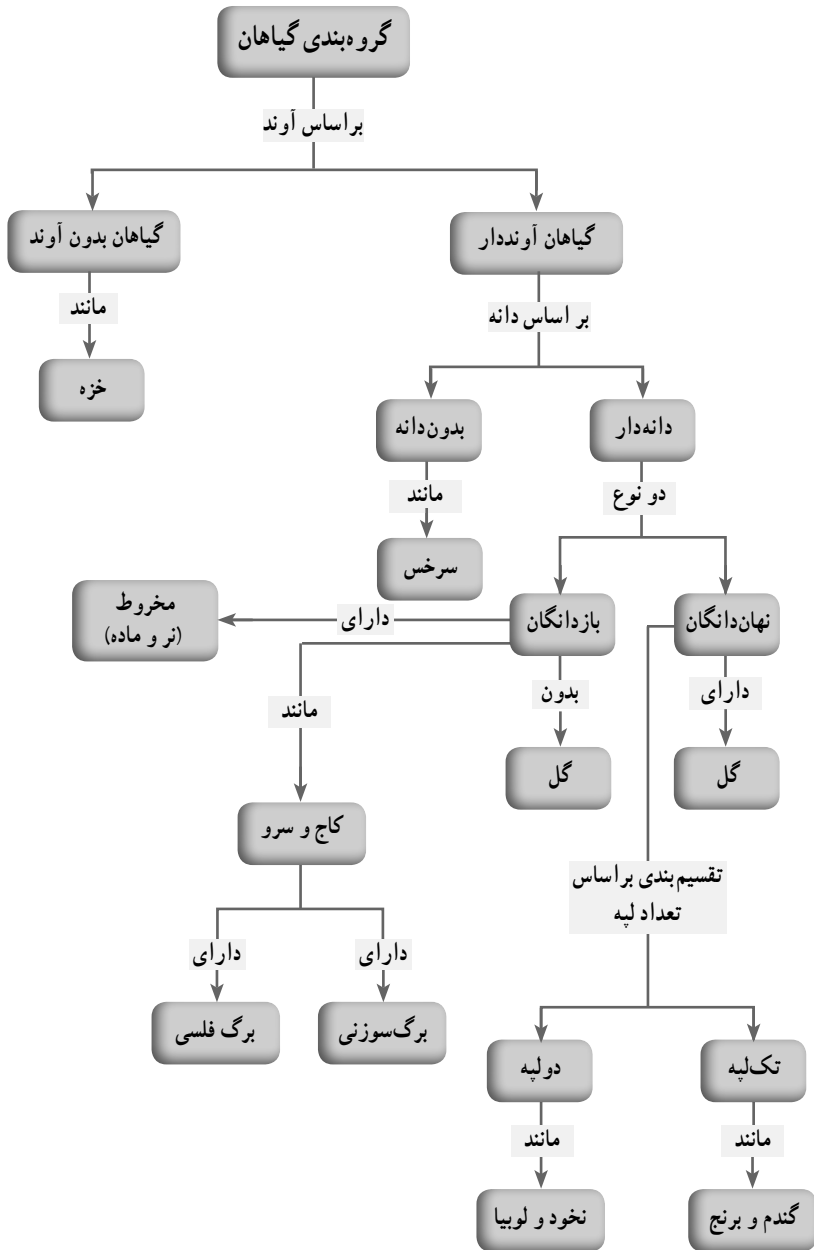 گروه‌بندی گیاهان
براساس آوند
گیاهان آونددار
گیاهان بدون آوند
بر اساس دانه
مانند
خزه
دانه‌دار
بدون‌دانه
دو نوع
مانند
سرخس
نهان‌دانگان
بازدانگان
دارای
مخروط
(نر و ماده)
دارای
بدون
مانند
گل
گل
کاج و سرو
تقسیم‌بندی براساس
تعداد لپه
دارای
دارای
برگ‌سوزنی
برگ فلسی
تک‌لپه
دولپه
مانند
مانند
گندم و برنج
نخود و لوبیا